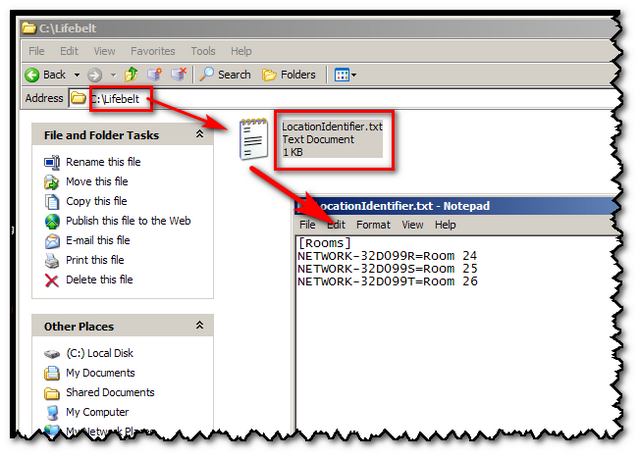 C:\Lifebelt
File Edit View Favorites Tools Help
Back Search Folders
Address C:\Lifebelt
File and Folder Tasks
Rename this file
Move this file
Copy this file
Publish this file to the Web
E-mail this file
Print this file
Delete this file
LocationIdentifier.txt
Text Document
1 KB
LocationIdentifier.txt - Notepad
File Edit Format View Help
[Rooms]
NETWORK-32D099R=Room 24
NETWORK-32D099S=Room 25
NETWORK-32D099T=Room 26
Other Places
(C:) Local Disk
My Documents
Shared Documents
My Computer
My Network Places